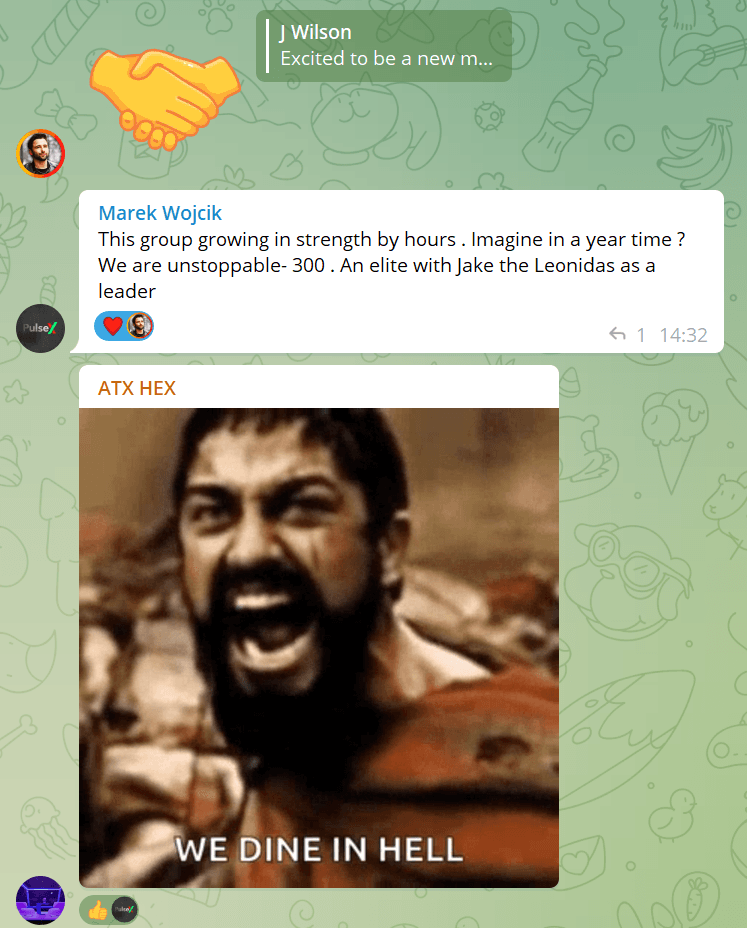 J Wilson
Excited to be a new m...
Marek Wojcik
This group growing in strength by hours . Imagine in a year time ?
We are unstoppable- 300 . An elite with Jake the Leonidas as a
leader
PulseX
1 14:32
ATX HEX
WE DINE IN HELL
PulseX